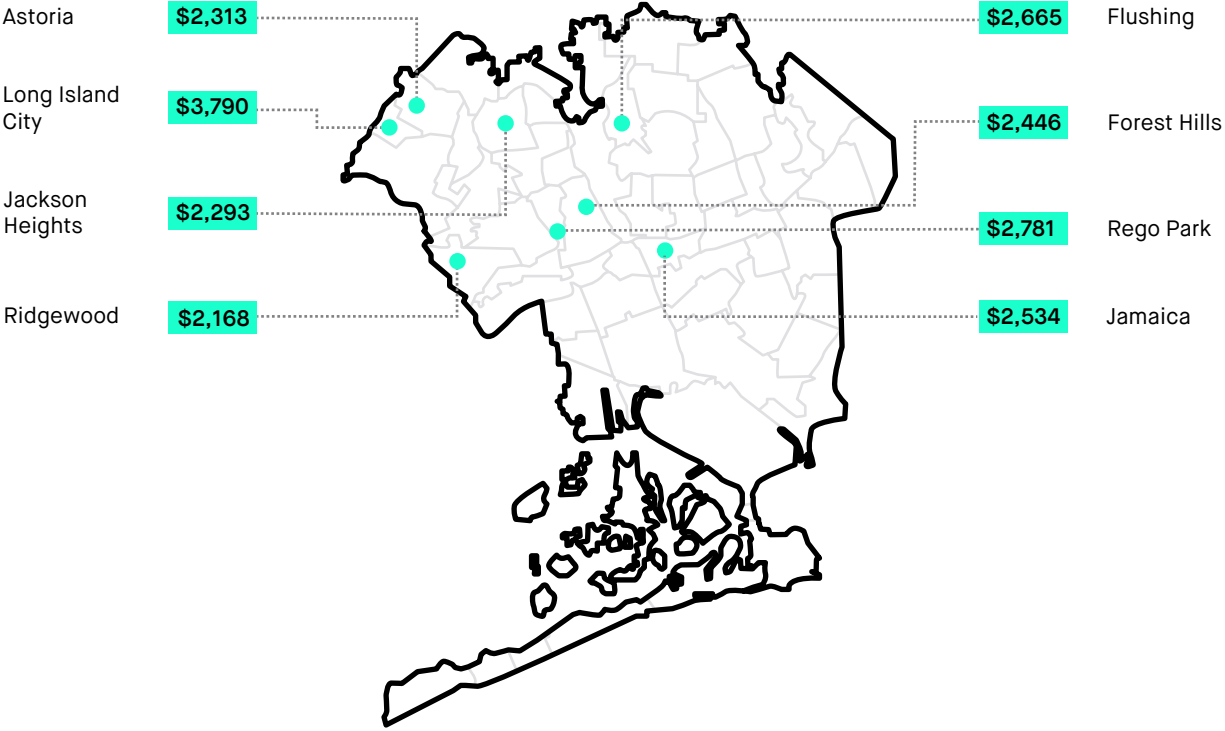 Astoria
$2,313
Long Island
City
$3,790
Jackson
Heights
$2,293
Ridgewood
$2,168
$2,665
Flushing
$2,446
Forest Hills
$2,781
Rego Park
$2,534
Jamaica